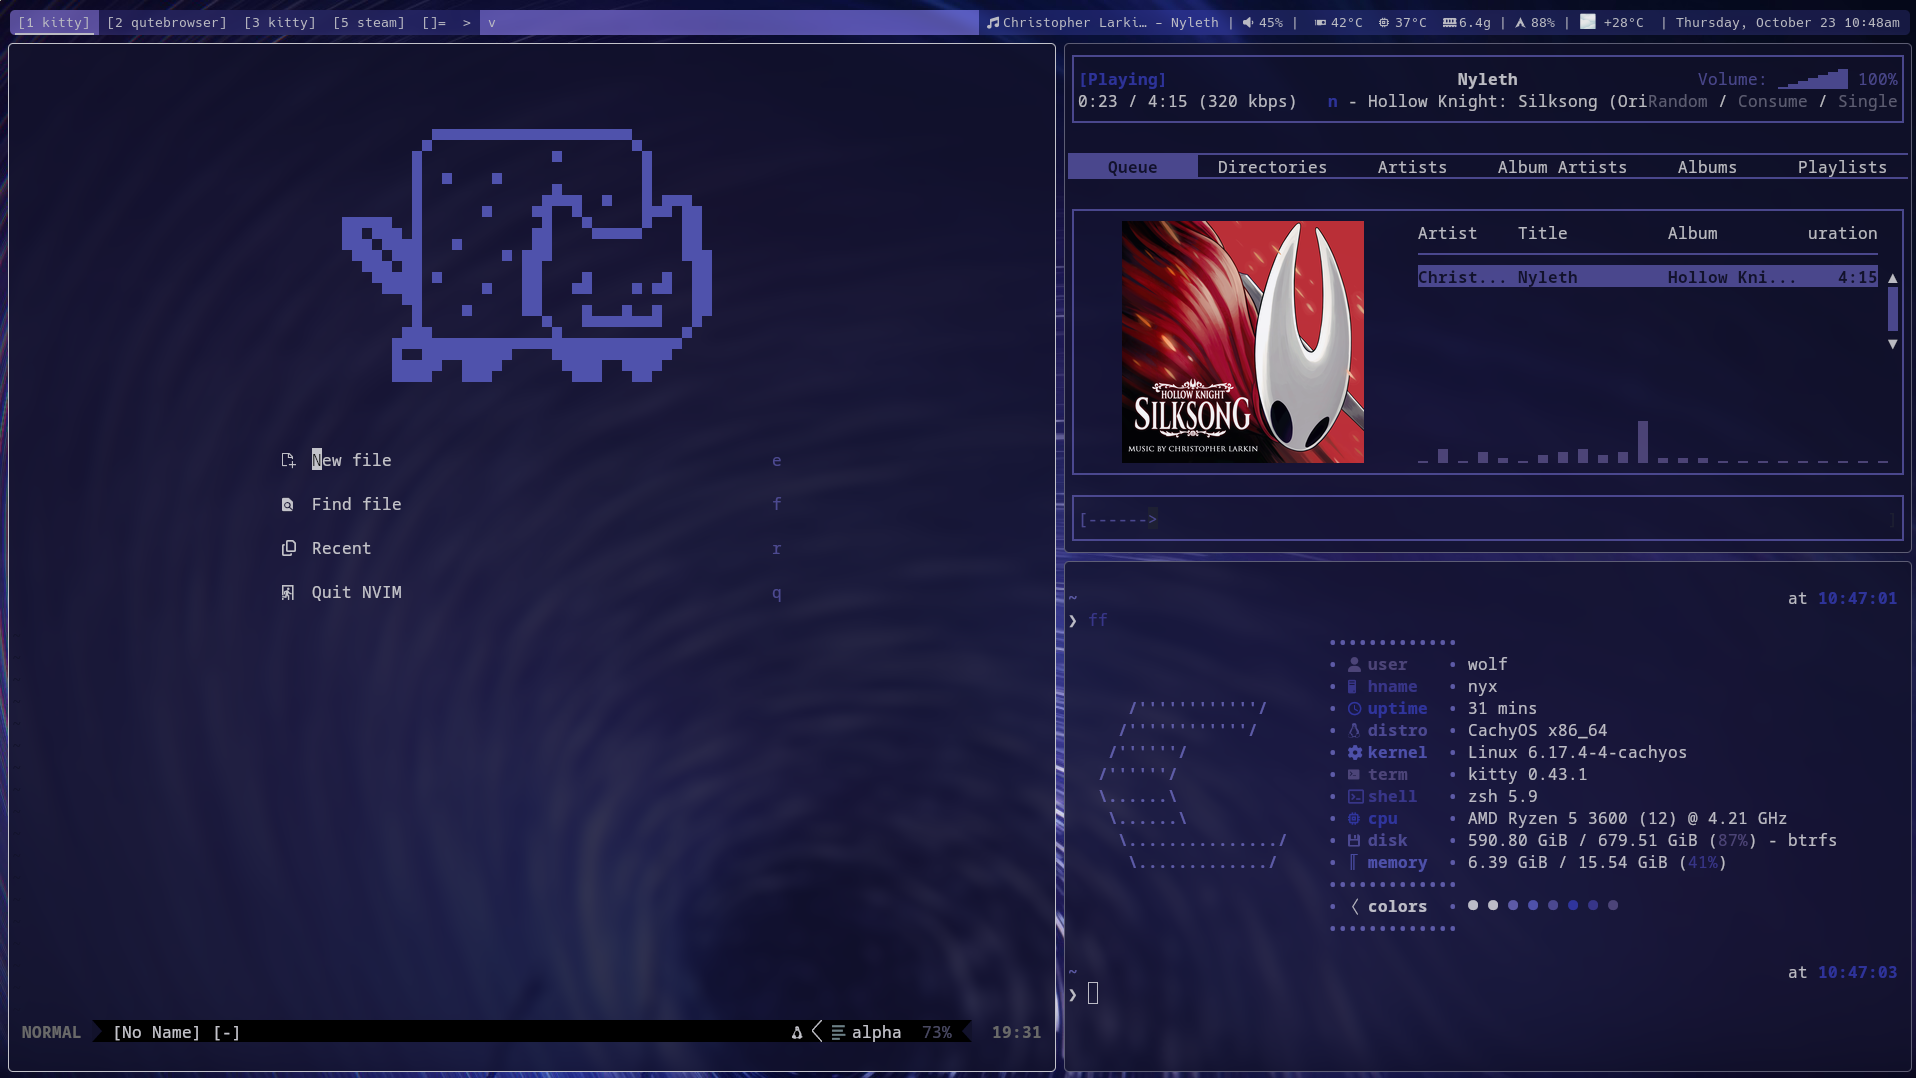 [1 kitty] [2 qutebrowser] [3 kitty] [5 steam] []= > v
Christopher Larki… - Nyleth | 45% | 42°C 37°C 6.4g | 88% | +28°C | Thursday, October 23 10:48am
New file e
Find file f
Recent r
Quit NVIM q
NORMAL [No Name] [-] alpha 73% 19:31
[Playing] Nyleth Volume: 100%
0:23 / 4:15 (320 kbps) n - Hollow Knight: Silksong (OriRandom / Consume / Single
Queue Directories Artists Album Artists Albums Playlists
Artist Title Album uration
Christ... Nyleth Hollow Kni... 4:15
HOLLOW KNIGHT
SILKSONG
MUSIC BY CHRISTOPHER LARKIN
[------> ]
~ at 10:47:01
❯ ff
• user • wolf
• hname • nyx
• uptime • 31 mins
• distro • CachyOS x86_64
• kernel • Linux 6.17.4-4-cachyos
• term • kitty 0.43.1
• shell • zsh 5.9
• cpu • AMD Ryzen 5 3600 (12) @ 4.21 GHz
• disk • 590.80 GiB / 679.51 GiB (87%) - btrfs
• memory • 6.39 GiB / 15.54 GiB (41%)
• colors •
~ at 10:47:03
❯